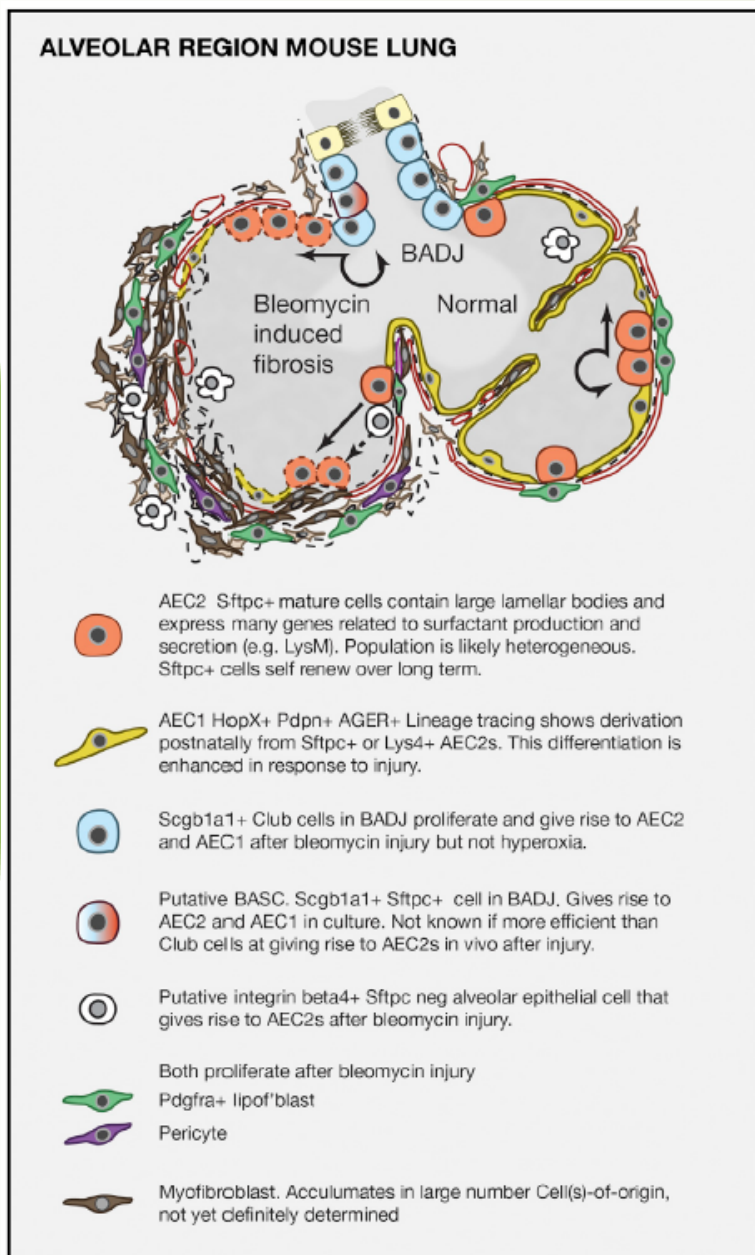 ALVEOLAR REGION MOUSE LUNG
BADJ
Bleomycin
induced
fibrosis
Normal
AEC2 Sftpc+ mature cells contain large lamellar bodies and
express many genes related to surfactant production and
secretion (e.g. LysM). Population is likely heterogeneous.
Sftpc+ cells self renew over long term.
AEC1 HopX+ Pdpn+ AGER+ Lineage tracing shows derivation
postnatally from Sftpc+ or Lys4+ AEC2s. This differentiation is
enhanced in response to injury.
Scgb1a1+ Club cells in BADJ proliferate and give rise to AEC2
and AEC1 after bleomycin injury but not hyperoxia.
Putative BASC. Scgb1a1+ Sftpc+ cell in BADJ. Gives rise to
AEC2 and AEC1 in culture. Not known if more efficient than
Club cells at giving rise to AEC2s in vivo after injury.
Putative integrin beta4+ Sftpc neg alveolar epithelial cell that
gives rise to AEC2s after bleomycin injury.
Both proliferate after bleomycin injury
Pdgfra+ lipof'blast
Pericyte
Myofibroblast. Acculumates in large number Cell(s)-of-origin,
not yet definitely determined